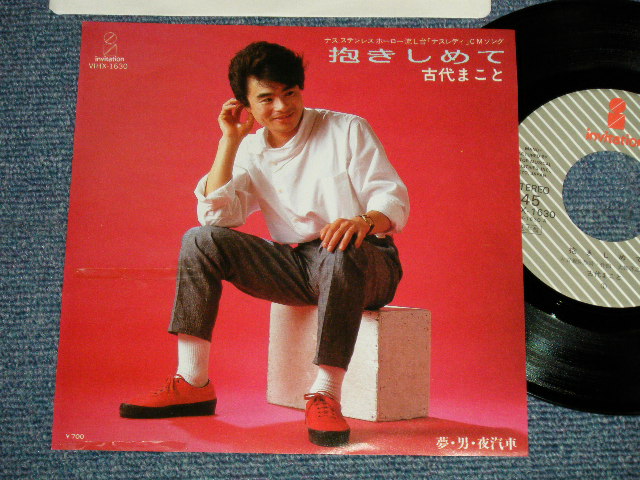 invitation
VIHX-1630
ナスステンレスホーロー流し台「ナスレディ」CMソング
抱きしめて
古代まこと
¥700
夢・男・夜汽車
invitation
STEREO
45
抱きしめて
古代まこと